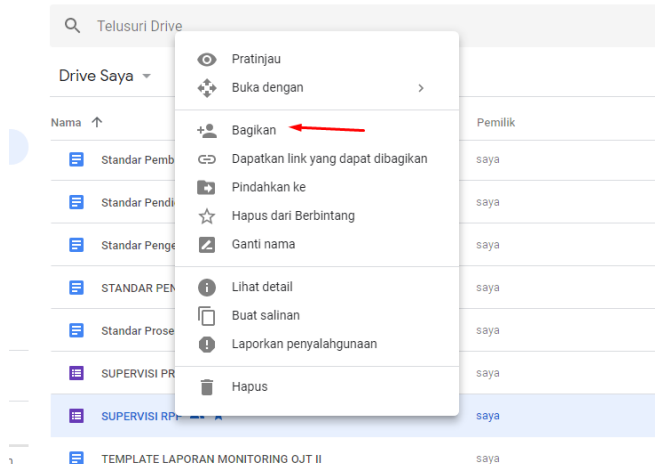 Telusuri Drive
Drive Saya
Pratinjau
Buka dengan
Nama
Pemilik
Bagikan
Dapatkan link yang dapat dibagikan
Pindahkan ke
Hapus dari Berbintang
Ganti nama
Lihat detail
Buat salinan
Laporkan penyalahgunaan
Hapus
Standar Pemb
saya
Standar Pendi
saya
Standar Penge
saya
STANDAR PEN
saya
Standar Prose
saya
SUPERVISI PR
saya
SUPERVISI RPP
saya
TEMPLATE LAPORAN MONITORING OJT II
saya